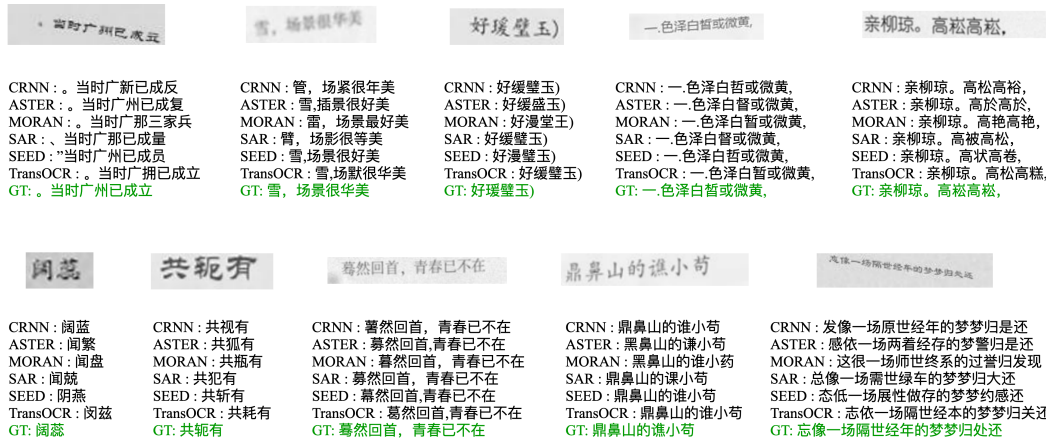 。当时广州已成立
雪，场景很华美
好瑗璧玉)
一.色泽白皙或微黄,
亲柳琼。高崧高崧，
CRNN : 。当时广新已成反
ASTER : 。当时广州已成复
MORAN : 。当时广那三家兵
SAR : 、当时广那已成量
SEED : ”当时广州已成员
TransOCR : 。当时广拥已成立
GT: 。当时广州已成立
CRNN : 管，场紧很年美
ASTER : 雪,插景很好美
MORAN : 雷，场景最好美
SAR : 臂，场影很等美
SEED : 雪,场景很好美
TransOCR : 雪,场默很华美
GT: 雪，场景很华美
CRNN : 好缓璧玉)
ASTER : 好缓盛玉)
MORAN : 好漫堂王)
SAR : 好缓璧玉)
SEED : 好漫璧玉)
TransOCR : 好缓璧玉)
GT: 好瑗璧玉)
CRNN : 一.色泽白哲或微黄,
ASTER : 一.色泽白督或微黄,
MORAN : 一.色泽白哲或微黄,
SAR : 一.色泽白督或微黄,
SEED : 一.色泽白哲或微黄,
TransOCR : 一.色泽白哲或微黄,
GT: 一.色泽白皙或微黄,
CRNN : 亲柳琼。高松高裕，
ASTER : 亲柳琼。高於高於，
MORAN : 亲柳琼。高艳高艳，
SAR : 亲柳琼。高被高松，
SEED : 亲柳琼。高状高卷，
TransOCR : 亲柳琼。高松高糕，
GT: 亲柳琼。高崧高崧，
阔蕊
共轭有
蓦然回首，青春已不在
鼎鼻山的谯小苟
忘像一场隔世经年的梦梦归处还
CRNN : 阔蓝
ASTER : 闻繁
MORAN : 闻盘
SAR : 闻兢
SEED : 阴燕
TransOCR : 闵兹
GT: 阔蕊
CRNN : 共视有
ASTER : 共狐有
MORAN : 共瓶有
SAR : 共犯有
SEED : 共斩有
TransOCR : 共耗有
GT: 共轭有
CRNN : 薯然回首，青春已不在
ASTER : 募然回首,青春已不在
MORAN : 暮然回首，青春已不在
SAR : 募然回首，青春已不在
SEED : 幕然回首,青春已不在
TransOCR : 葛然回首,青春已不在
GT: 蓦然回首，青春已不在
CRNN : 鼎鼻山的谁小苟
ASTER : 黑鼻山的谦小苟
MORAN : 黑鼻山的谁小药
SAR : 鼎鼻山的课小苟
SEED : 鼎鼻山的谁小苟
TransOCR : 鼎鼻山的谁小苟
GT: 鼎鼻山的谯小苟
CRNN : 发像一场原世经年的梦梦归是还
ASTER : 感依一场两着经存的梦警归是还
MORAN : 这很一场师世终系的过誉归发现
SAR : 总像一场需世绿车的梦梦归大还
SEED : 态低一场展性做存的梦梦约感还
TransOCR : 志依一场隔世经本的梦梦归关还
GT: 忘像一场隔世经年的梦梦归处还